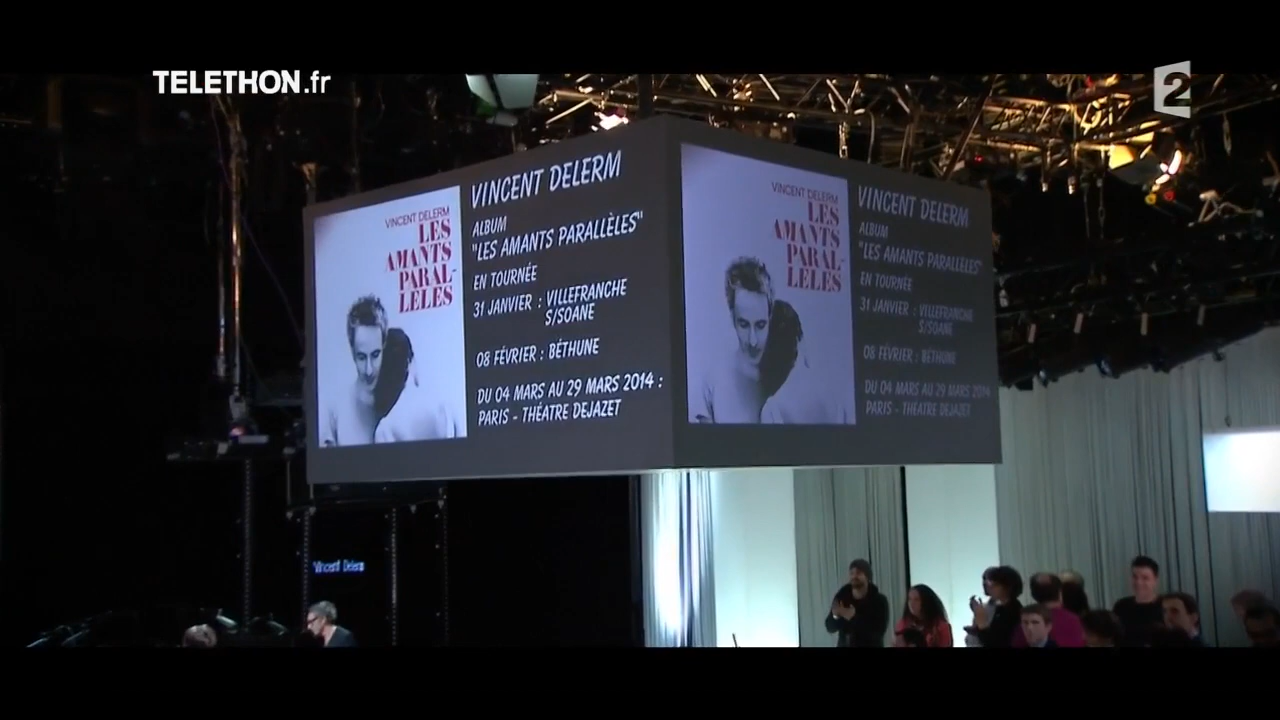 TELETHON.fr
2
VINCENT DELERM
LES
AMANTS
PARAL-
LELES
VINCENT DELERM
ALBUM
"LES AMANTS PARALLÈLES"
EN TOURNÉE
31 JANVIER : VILLEFRANCHE
S/SOANE
08 FÉVRIER : BÉTHUNE
DU 04 MARS AU 29 MARS 2014 :
PARIS - THÉATRE DEJAZET
VINCENT DELERM
LES
AMANTS
PARAL-
LELES
VINCENT DELERM
ALBUM
"LES AMANTS PARALLELES"
EN TOURNÉE
31 JANVIER : VILLEFRANCHE
S/SOANE
08 FÉVRIER : BÉTHUNE
DU 04 MARS AU 29 MARS 2014
PARIS - THÉATRE DEJAZET
Vincent Delerm